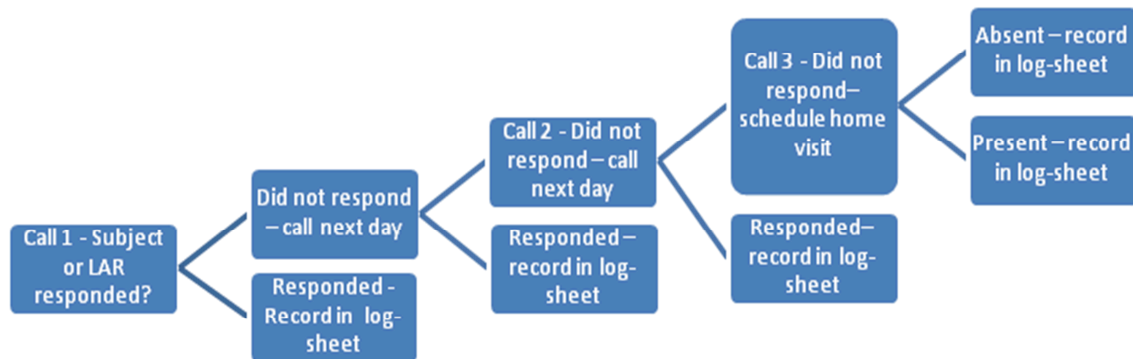 Call 1 - Subject
or LAR
responded?
Did not respond
– call next day
Responded -
Record in log-
sheet
Call 2 - Did not
respond – call
next day
Responded –
record in log-
sheet
Call 3 - Did not
respond–
schedule home
visit
Responded–
record in log-
sheet
Absent – record
in log-sheet
Present – record
in log-sheet